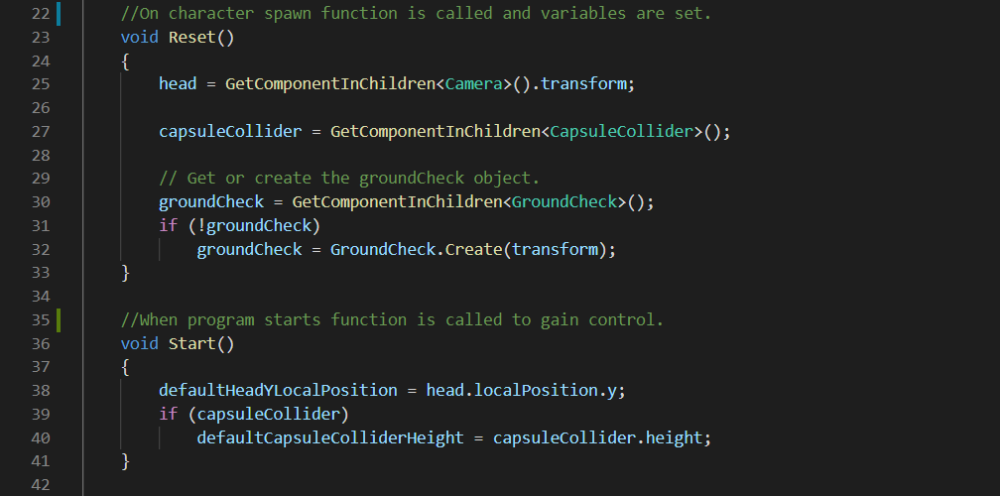 22 //On character spawn function is called and variables are set.
23 void Reset()
24 {
25 head = GetComponentInChildren<Camera>().transform;
26
27 capsuleCollider = GetComponentInChildren<CapsuleCollider>();
28
29 // Get or create the groundCheck object.
30 groundCheck = GetComponentInChildren<GroundCheck>();
31 if (!groundCheck)
32 groundCheck = GroundCheck.Create(transform);
33 }
34
35 //When program starts function is called to gain control.
36 void Start()
37 {
38 defaultHeadYLocalPosition = head.localPosition.y;
39 if (capsuleCollider)
40 defaultCapsuleColliderHeight = capsuleCollider.height;
41 }
42